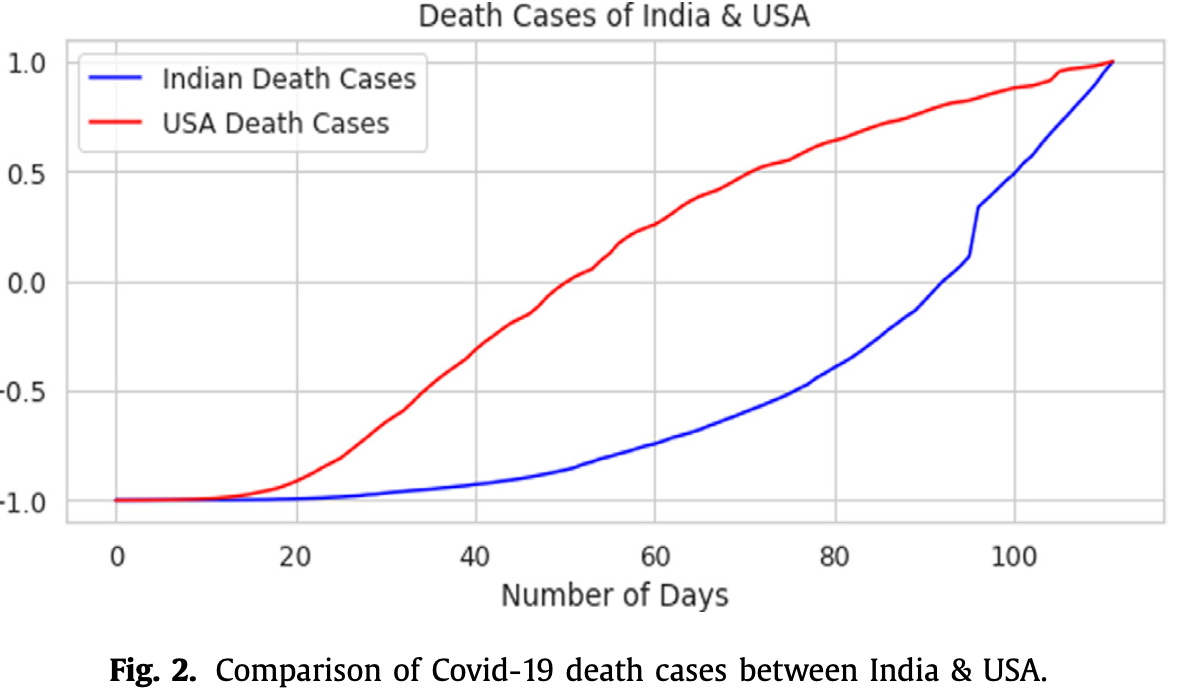 Death Cases of India & USA
1.0
Indian Death Cases
USA Death Cases
0.5
0.0
−0.5
−1.0
0 20 40 60 80 100
Number of Days
Fig. 2. Comparison of Covid-19 death cases between India & USA.